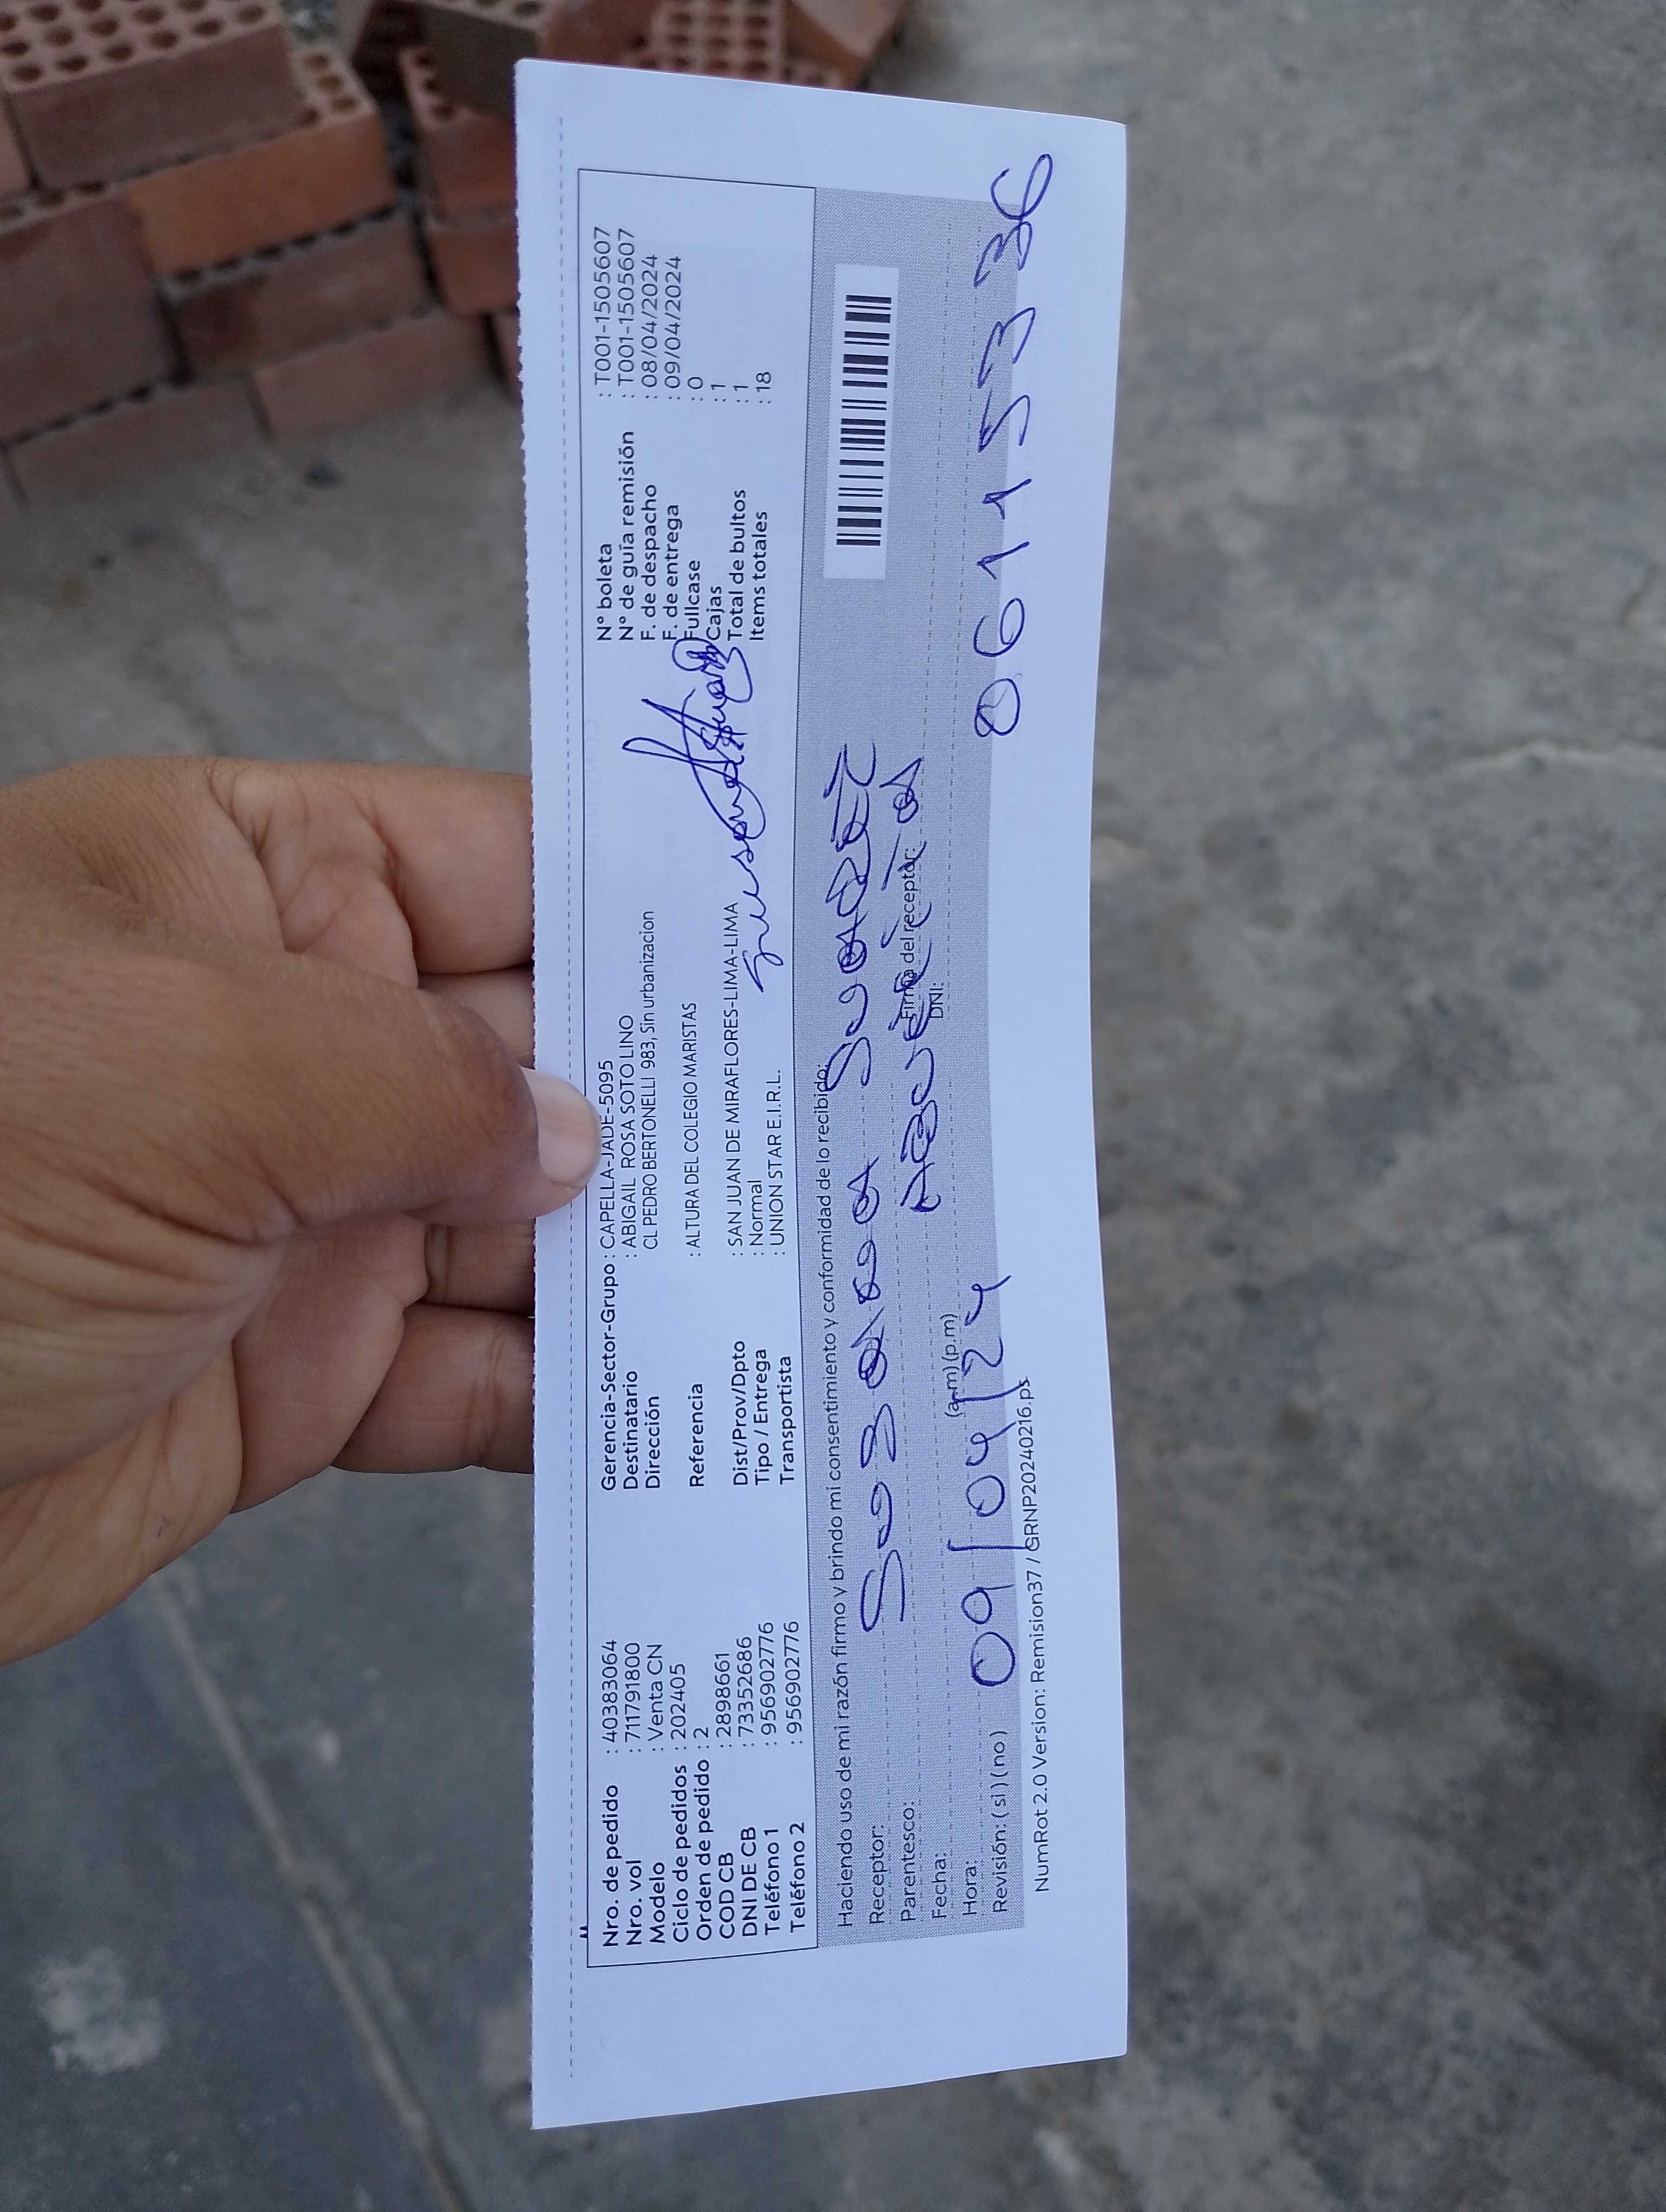 Nro. de pedido : 40383064
Nro. vol : 711791800
Modelo : Venta CN
Ciclo de pedidos : 202405
Orden de pedido : 2
COD CB : 2898661
DNI DE CB : 73352686
Teléfono 1 : 956902776
Teléfono 2 : 956902776
Gerencia-Sector-Grupo : CAPELLA-JADE-5095
Destinatario : ABIGAIL ROSA SOTO LINO
Dirección CL PEDRO BERTONELLI 983, Sin urbanizacion
Referencia : ALTURA DEL COLEGIO MARISTAS
Dist/Prov/Dpto : SAN JUAN DE MIRAFLORES-LIMA-LIMA
Tipo / Entrega : Normal
Transportista : UNION STAR E.I.R.L.
N° boleta : T001-1505607
N° de guía remisión : T001-1505607
F. de despacho : 08/04/2024
F. de entrega : 09/04/2024
Fullcase : 0
Cajas : 1
Total de bultos : 1
Items totales : 18
Haciendo uso de mi razón firmo y brindo mi consentimiento y conformidad de lo recibido:
Receptor: Susana Suarez
Parentesco:
Fecha: 09/04/24
Hora: (a.m) (p.m)
Revisión: ( si ) ( no )
Firma del receptor:
DNI: 06115336
NumRot 2.0 Version: Remision37 / GRNP20240216.ps